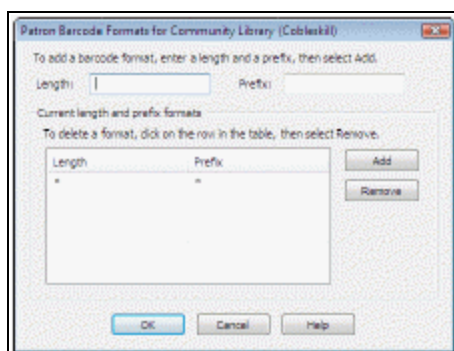 Patron Barcode Formats for Community Library (Cobleskill)
To add a barcode format, enter a length and a prefix, then select Add.
Length: Prefix:
Current length and prefix formats
To delete a format, click on the row in the table, then select Remove.
Length Prefix
* *
Add
Remove
OK Cancel Help